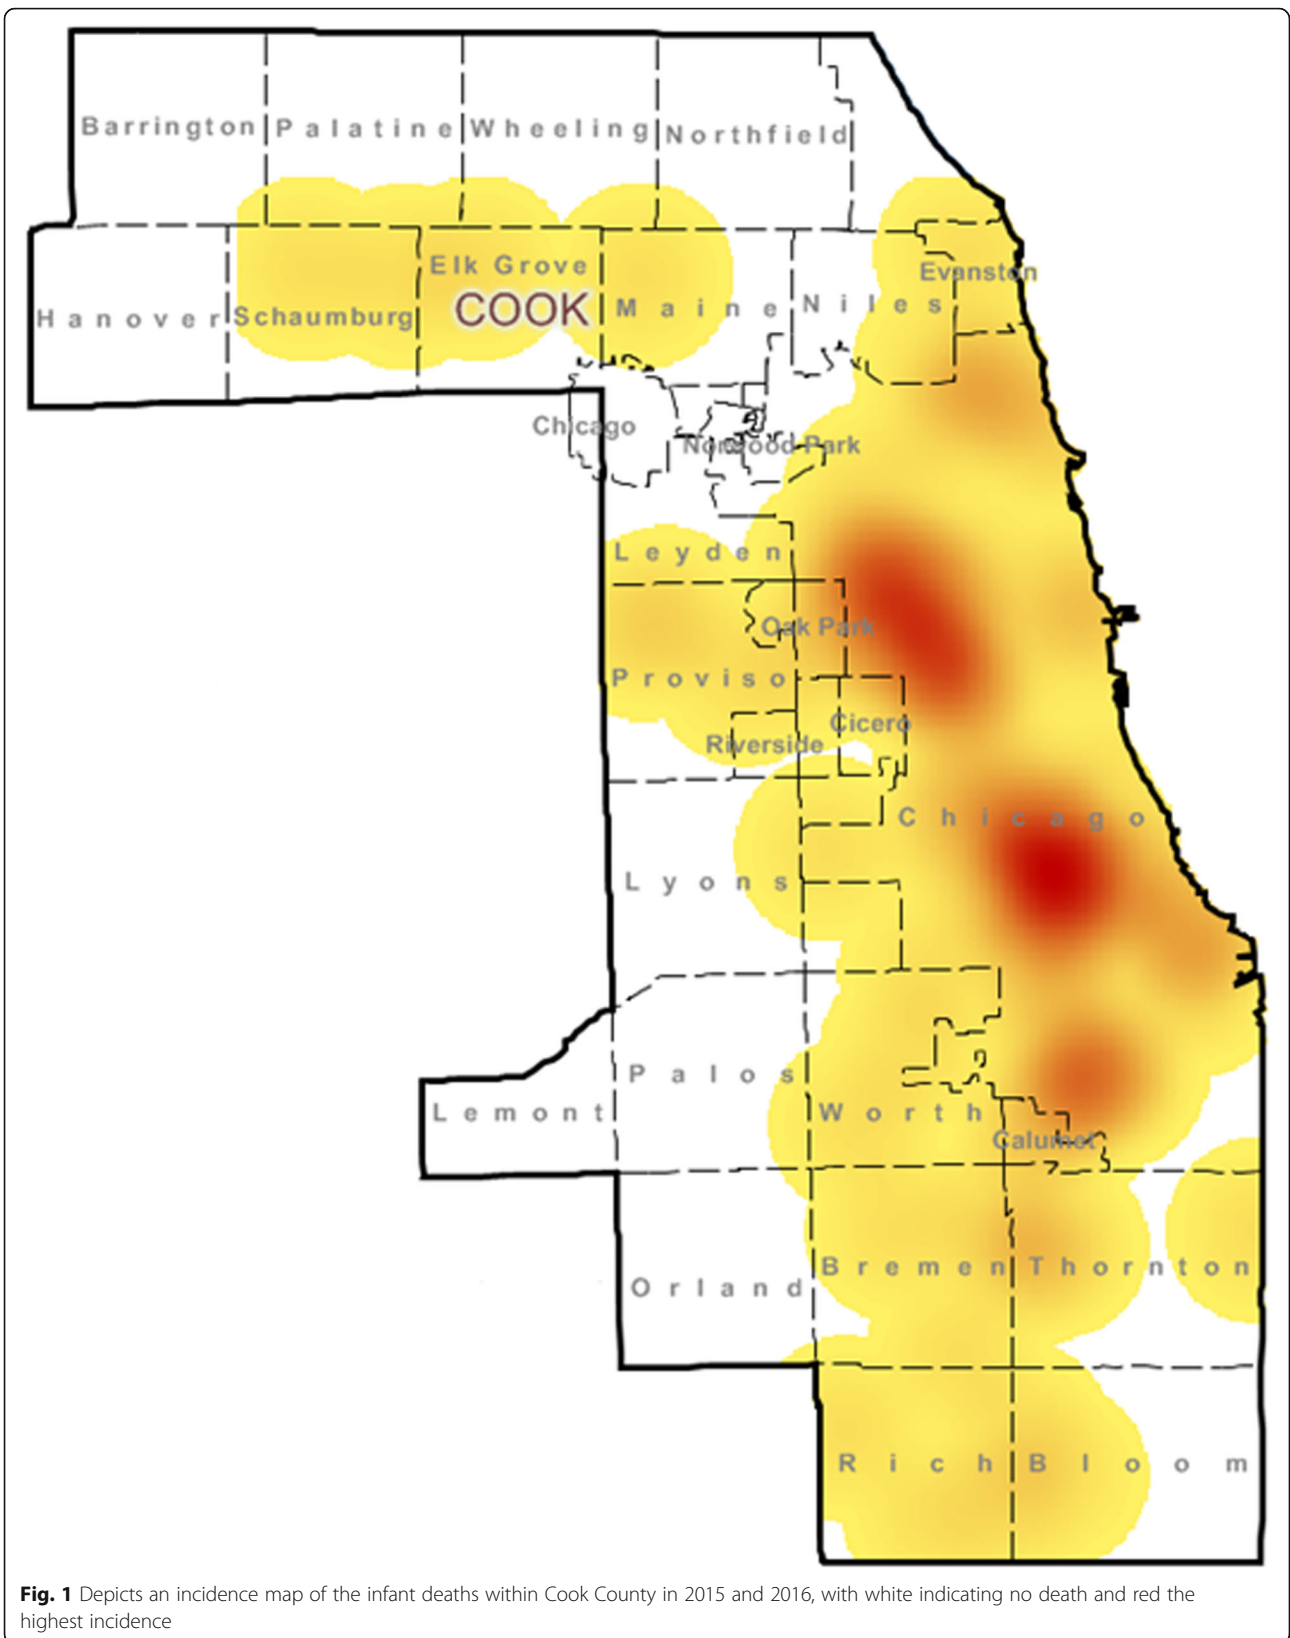 Barrington
Palatine
Wheeling
Northfield
Evanston
Elk Grove
COOK
Hanover
Schaumburg
Maine
Niles
Chicago
Norwood Park
Leyden
Oak Park
Proviso
Cicero
Riverside
Chicago
Lyons
Palos
Lemont
Worth
Calumet
Bremen
Thornton
Orland
Rich
Bloom
Fig. 1 Depicts an incidence map of the infant deaths within Cook County in 2015 and 2016, with white indicating no death and red the
highest incidence